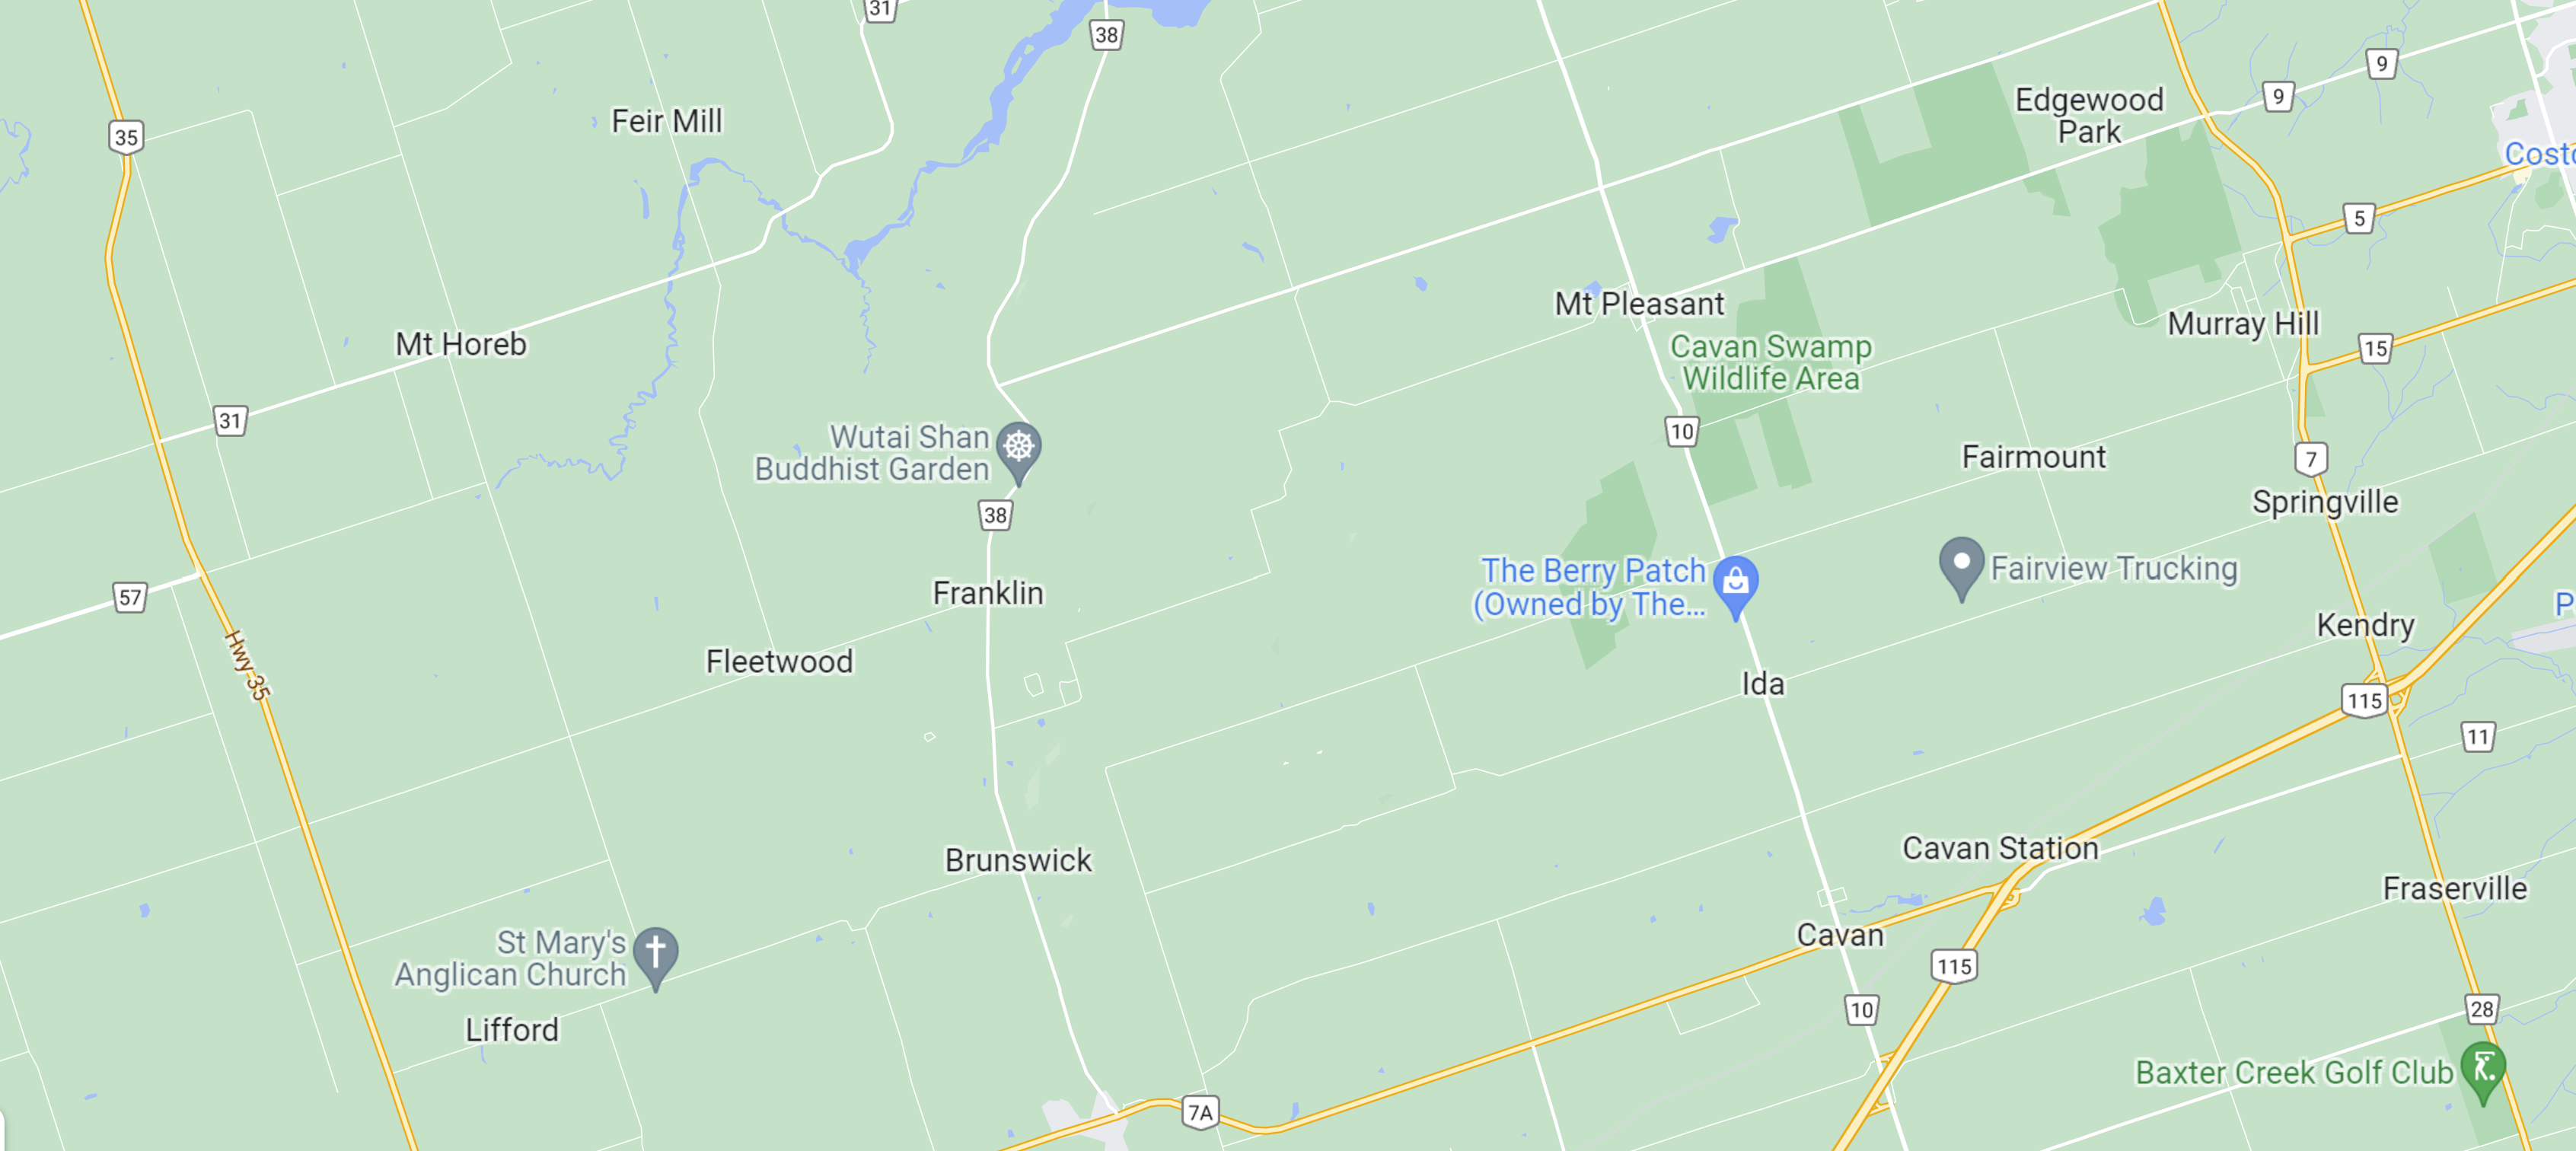 31
38
35
Feir Mill
Edgewood
Park
9
9
5
Mt Horeb
Mt Pleasant
Murray Hill
Cavan Swamp
Wildlife Area
15
31
10
Wutai Shan
Buddhist Garden
Fairmount
7
Springville
38
57
Franklin
The Berry Patch
(Owned by The...
Fairview Trucking
Hwy 35
Fleetwood
Kendry
Ida
115
11
Brunswick
Cavan Station
Fraserville
St Mary's
Anglican Church
Cavan
115
Lifford
10
28
Baxter Creek Golf Club
7A